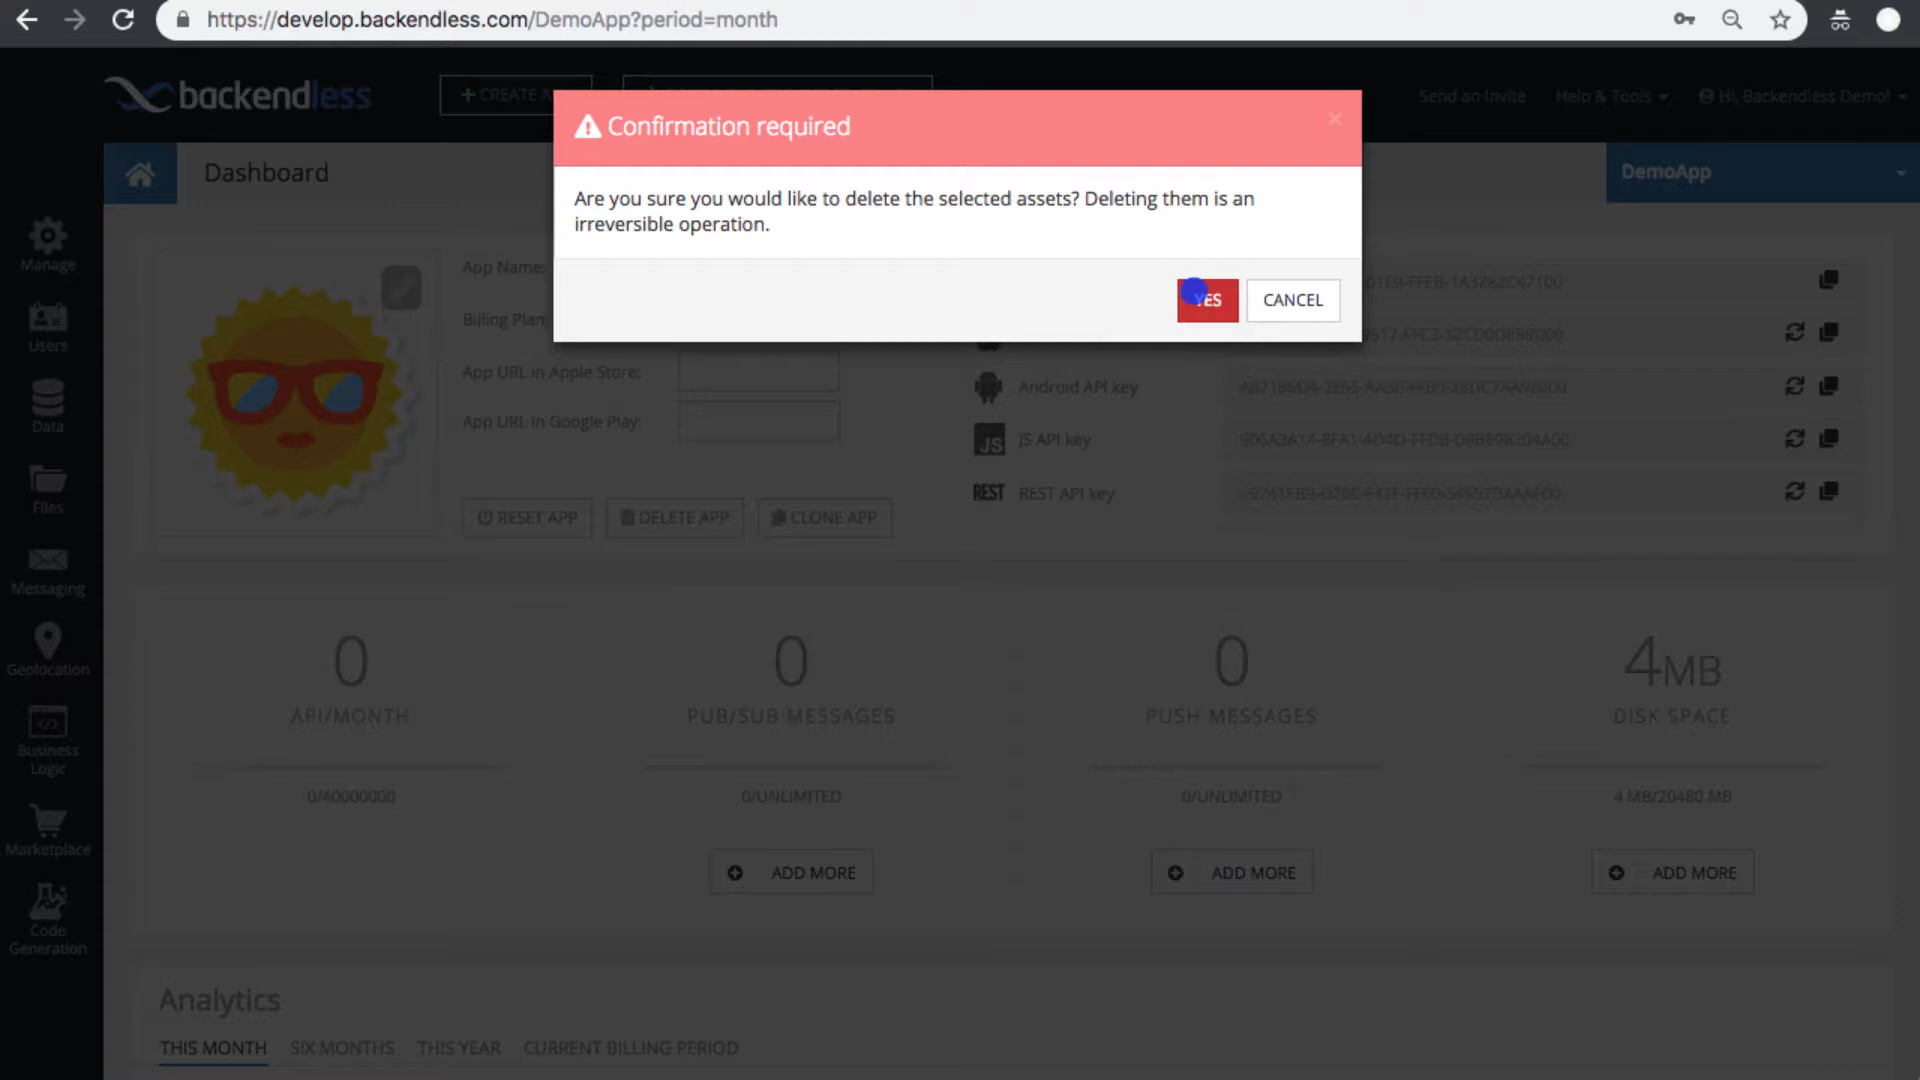 https://develop.backendless.com/DemoApp?period=month
backendless
CREATE A
Send an Invite
Help & Tools
Hi, Backendless Demo!
Confirmation required
×
Are you sure you would like to delete the selected assets? Deleting them is an
irreversible operation.
YES
CANCEL
Dashboard
DemoApp
Manage
Users
Data
Files
Messaging
Geolocation
Business
Logic
Marketplace
Code
Generation
App Name:
Billing Plan
App URL in Apple Store:
App URL in Google Play:
RESET APP
DELETE APP
CLONE APP
Android API key
JS
JS API key
REST
REST API key
0
API/MONTH
0/40000000
0
PUB/SUB MESSAGES
0/UNLIMITED
ADD MORE
0
PUSH MESSAGES
0/UNLIMITED
ADD MORE
4MB
DISK SPACE
4 MB/20480 MB
ADD MORE
Analytics
THIS MONTH
SIX MONTHS
THIS YEAR
CURRENT BILLING PERIOD